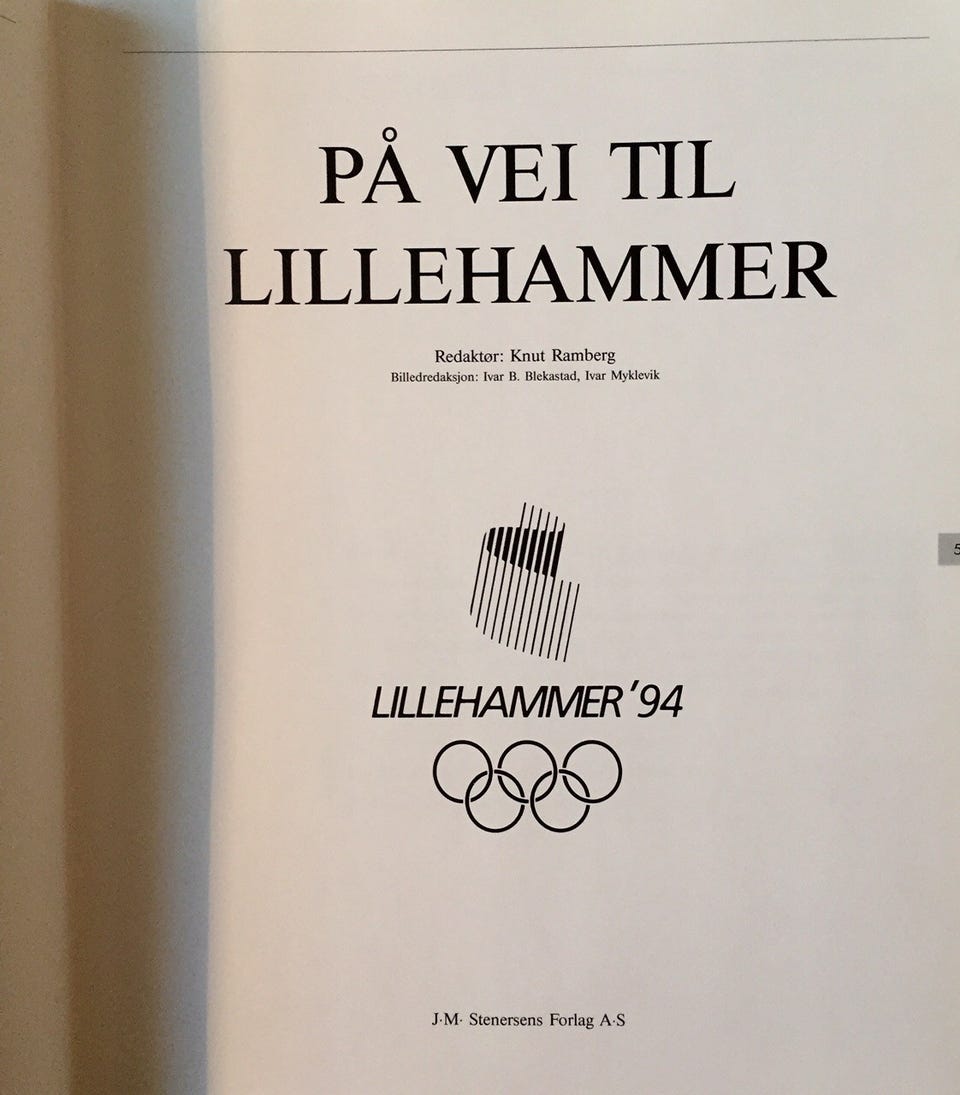 PÅ VEI TIL
LILLEHAMMER
Redaktør: Knut Ramberg
Billedredaksjon: Ivar B. Blekastad, Ivar Myklevik
5
LILLEHAMMER '94
J·M· Stenersens Forlag A·S